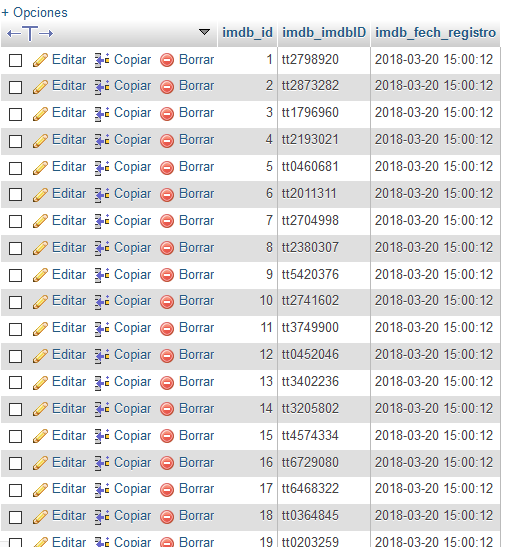 + Opciones
imdb_id imdb_imdbID imdb_fech_registro
Editar Copiar Borrar 1 tt2798920 2018-03-20 15:00:12
Editar Copiar Borrar 2 tt2873282 2018-03-20 15:00:12
Editar Copiar Borrar 3 tt1796960 2018-03-20 15:00:12
Editar Copiar Borrar 4 tt2193021 2018-03-20 15:00:12
Editar Copiar Borrar 5 tt0460681 2018-03-20 15:00:12
Editar Copiar Borrar 6 tt2011311 2018-03-20 15:00:12
Editar Copiar Borrar 7 tt2704998 2018-03-20 15:00:12
Editar Copiar Borrar 8 tt2380307 2018-03-20 15:00:12
Editar Copiar Borrar 9 tt5420376 2018-03-20 15:00:12
Editar Copiar Borrar 10 tt2741602 2018-03-20 15:00:12
Editar Copiar Borrar 11 tt3749900 2018-03-20 15:00:12
Editar Copiar Borrar 12 tt0452046 2018-03-20 15:00:12
Editar Copiar Borrar 13 tt3402236 2018-03-20 15:00:12
Editar Copiar Borrar 14 tt3205802 2018-03-20 15:00:12
Editar Copiar Borrar 15 tt4574334 2018-03-20 15:00:12
Editar Copiar Borrar 16 tt6729080 2018-03-20 15:00:12
Editar Copiar Borrar 17 tt6468322 2018-03-20 15:00:12
Editar Copiar Borrar 18 tt0364845 2018-03-20 15:00:12
Editar Copiar Borrar 19 tt0203259 2018-03-20 15:00:12